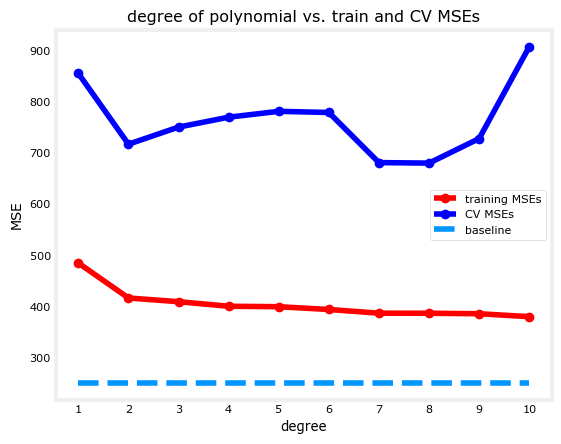 degree of polynomial vs. train and CV MSEs
MSE
900
800
700
600
500
400
300
training MSEs
CV MSEs
baseline
1 2 3 4 5 6 7 8 9 10
degree